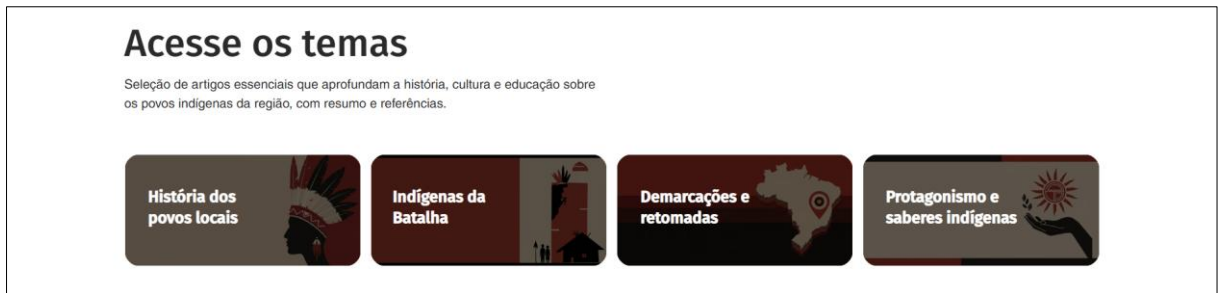 Acesse os temas
Seleção de artigos essenciais que aprofundam a história, cultura e educação sobre
os povos indígenas da região, com resumo e referências.
História dos
povos locais
Indígenas da
Batalha
Demarcações e
retomadas
Protagonismo e
saberes indígenas